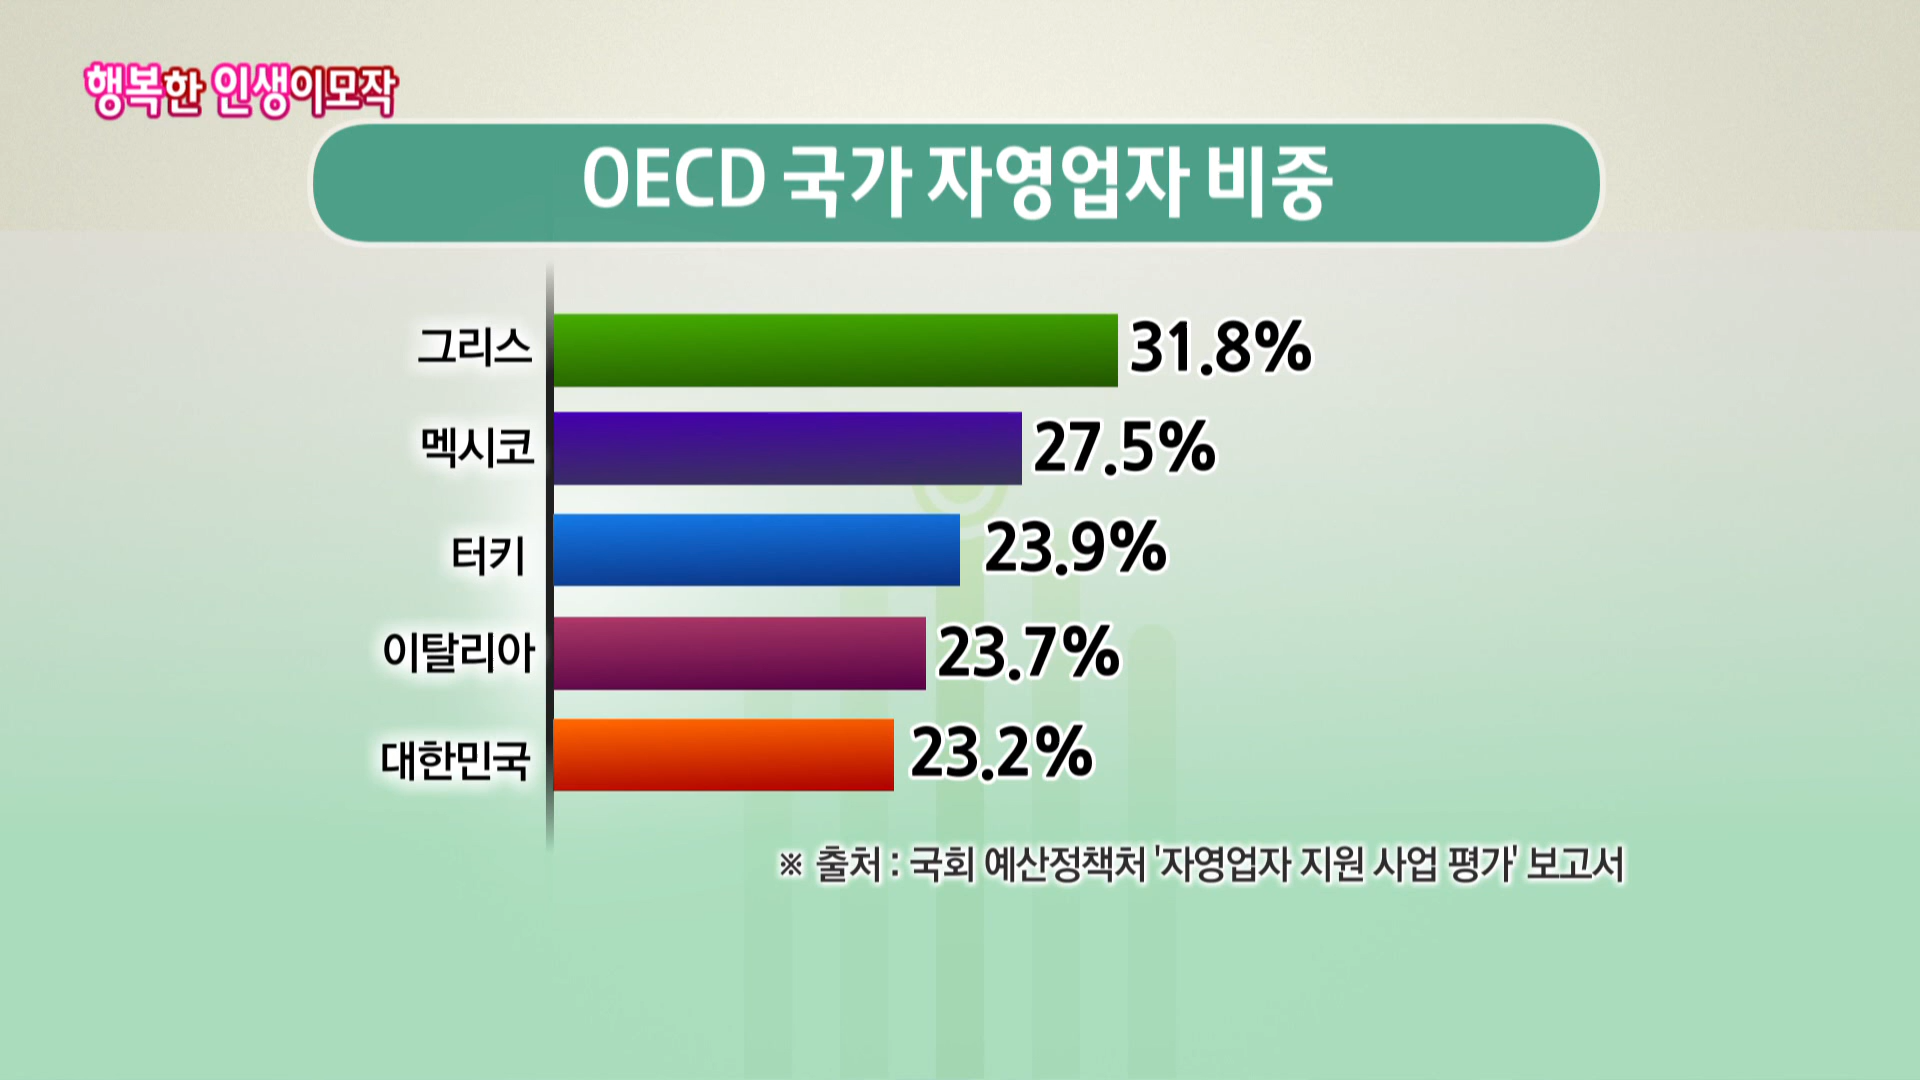 행복한 인생이모작
OECD 국가 자영업자 비중
그리스 31.8%
멕시코 27.5%
터키 23.9%
이탈리아 23.7%
대한민국 23.2%
※ 출처 : 국회 예산정책처 '자영업자 지원 사업 평가' 보고서